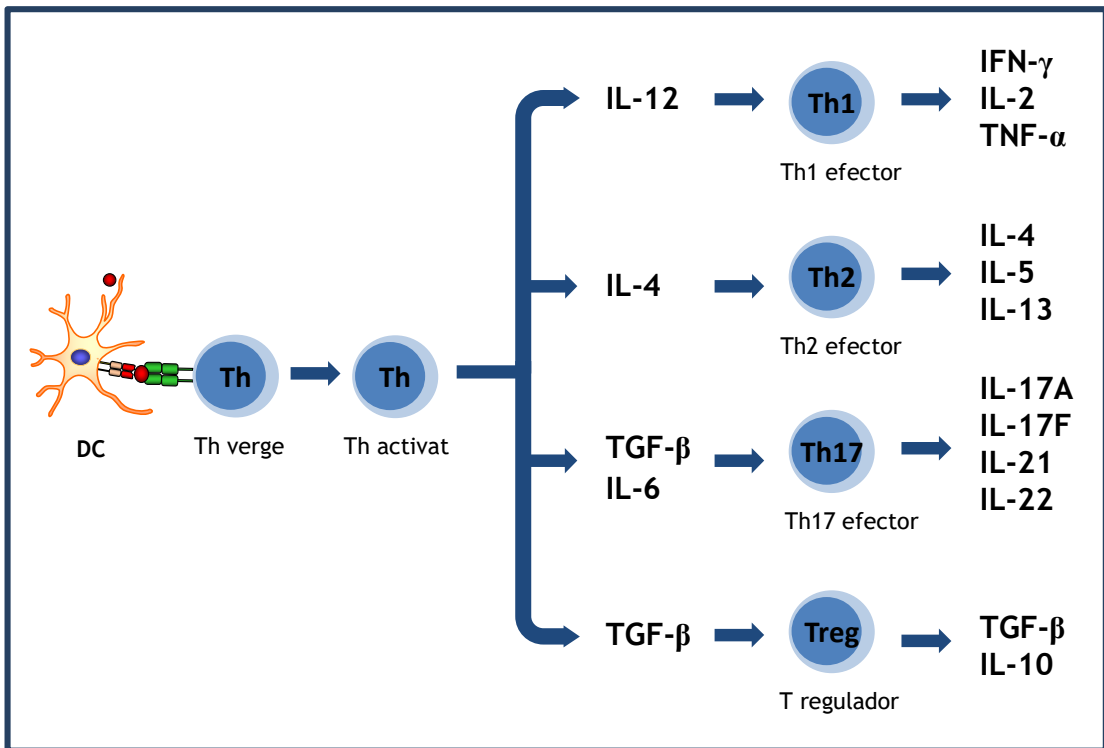 DC
Th
Th verge
Th
Th activat
IL-12
Th1
Th1 efector
IFN-γ
IL-2
TNF-α
IL-4
Th2
Th2 efector
IL-4
IL-5
IL-13
TGF-β
IL-6
Th17
Th17 efector
IL-17A
IL-17F
IL-21
IL-22
TGF-β
Treg
T regulador
TGF-β
IL-10